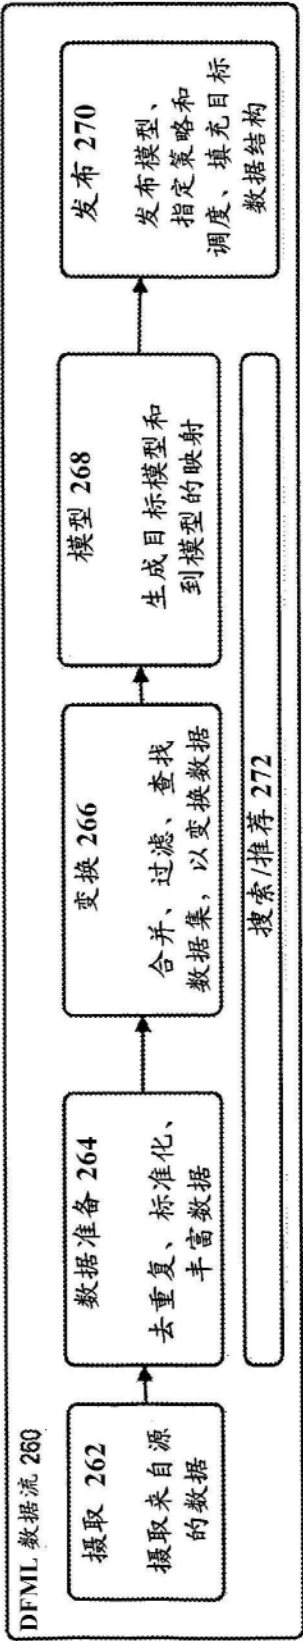 DFML 数据流 260
摄取 262
摄取来自源
的数据
数据准备 264
去重复、标准化、
丰富数据
变换 266
合并、过滤、查找
数据集，以变换数据
模型 268
生成目标模型和
到模型的映射
发布 270
发布模型、
指定策略和
调度、填充目标
数据结构
搜索/推荐 272